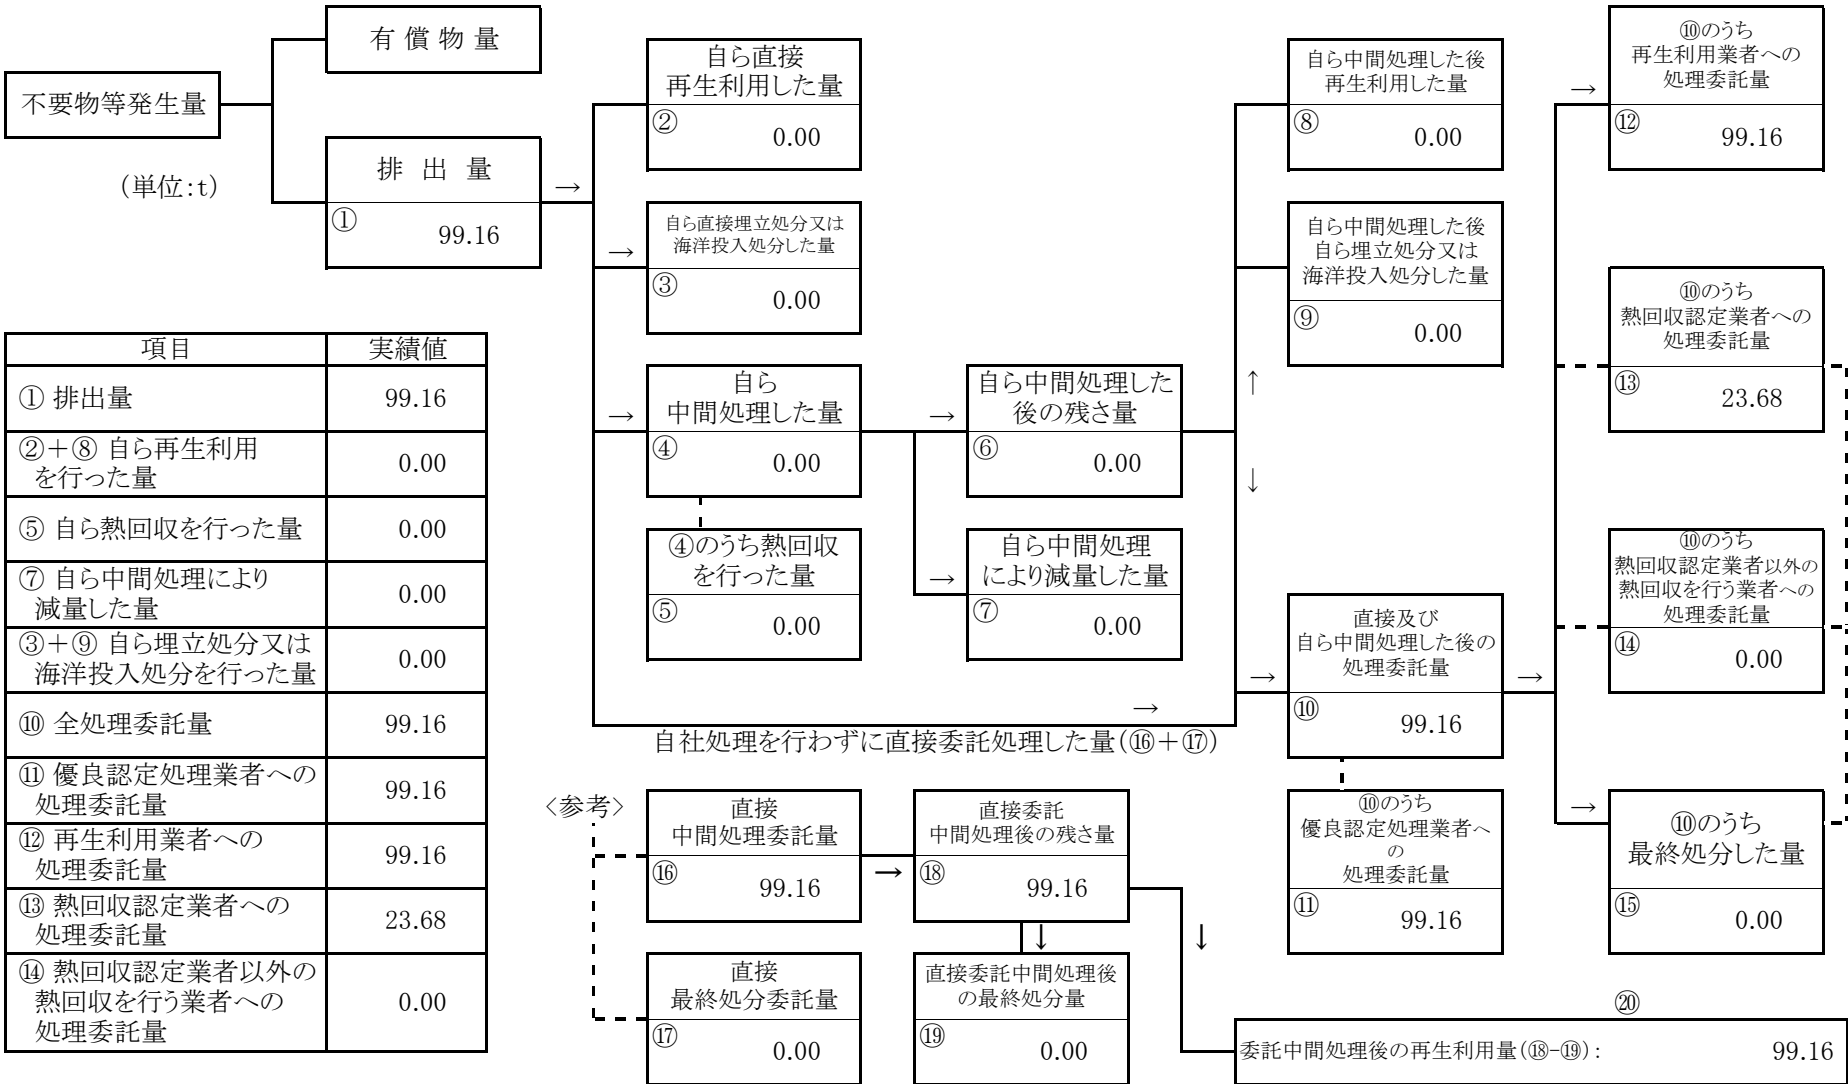 不要物等発生量
(単位:t)
有 償 物 量
排 出 量
①
99.16
→
自ら直接
再生利用した量
②
0.00
→
自ら直接埋立処分又は
海洋投入処分した量
③
0.00
→
自ら
中間処理した量
④
0.00
④のうち熱回収
を行った量
⑤
0.00
→
自ら中間処理した
後の残さ量
⑥
0.00
→
自ら中間処理
により減量した量
⑦
0.00
自ら中間処理した後
再生利用した量
⑧
0.00
自ら中間処理した後
自ら埋立処分又は
海洋投入処分した量
⑨
0.00
↑
↓
→
自社処理を行わずに直接委託処理した量(⑯+⑰)
→
直接及び
自ら中間処理した後の
処理委託量
⑩
99.16
⑩のうち
優良認定処理業者へ
の
処理委託量
⑪
99.16
→
→
⑩のうち
再生利用業者への
処理委託量
⑫
99.16
⑩のうち
熱回収認定業者への
処理委託量
⑬
23.68
⑩のうち
熱回収認定業者以外の
熱回収を行う業者への
処理委託量
⑭
0.00
→
⑩のうち
最終処分した量
⑮
0.00
項目 実績値
① 排出量 99.16
②+⑧ 自ら再生利用
を行った量
0.00
⑤ 自ら熱回収を行った量 0.00
⑦ 自ら中間処理により
減量した量
0.00
③+⑨ 自ら埋立処分又は
海洋投入処分を行った量
0.00
⑩ 全処理委託量 99.16
⑪ 優良認定処理業者への
処理委託量
99.16
⑫ 再生利用業者への
処理委託量
99.16
⑬ 熱回収認定業者への
処理委託量
23.68
⑭ 熱回収認定業者以外の
熱回収を行う業者への
処理委託量
0.00
<参考>
直接
中間処理委託量
⑯
99.16
→
直接委託
中間処理後の残さ量
⑱
99.16
↓
↓
直接
最終処分委託量
⑰
0.00
直接委託中間処理後
の最終処分量
⑲
0.00
⑳
委託中間処理後の再生利用量(⑱-⑲): 99.16